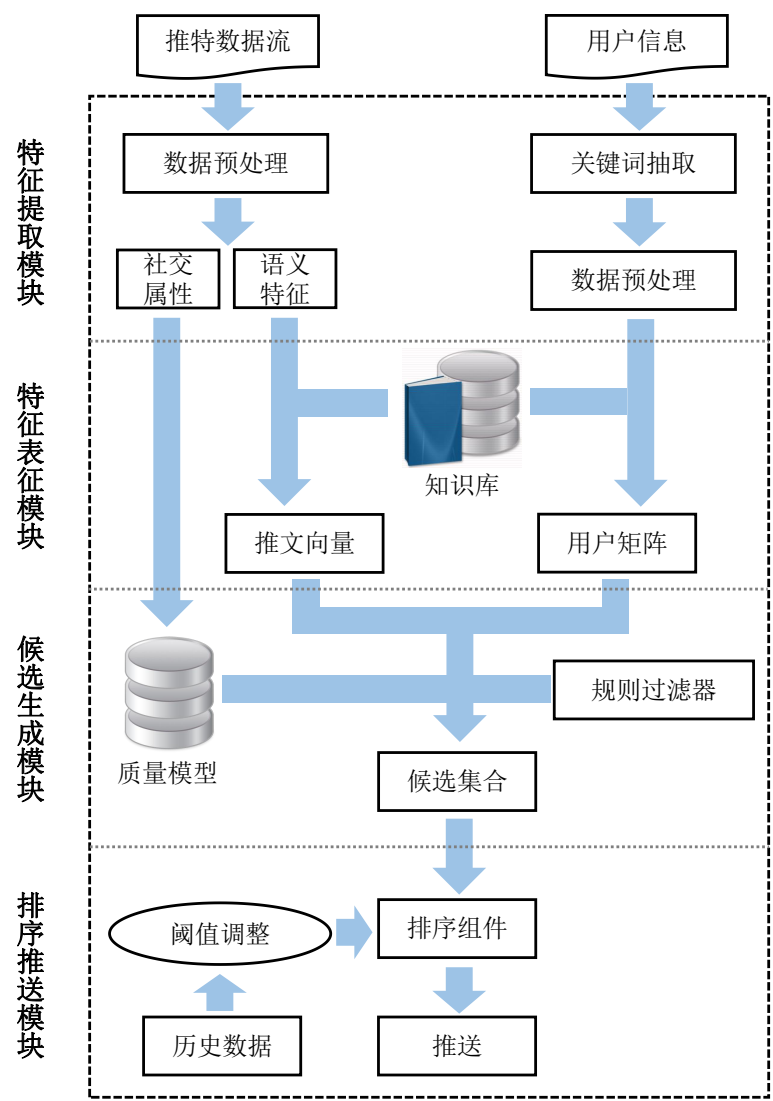 推特数据流
用户信息
特征提取模块
数据预处理
关键词抽取
社交
属性
语义
特征
数据预处理
特征表征模块
知识库
推文向量
用户矩阵
候选生成模块
规则过滤器
质量模型
候选集合
排序推送模块
阈值调整
排序组件
历史数据
推送